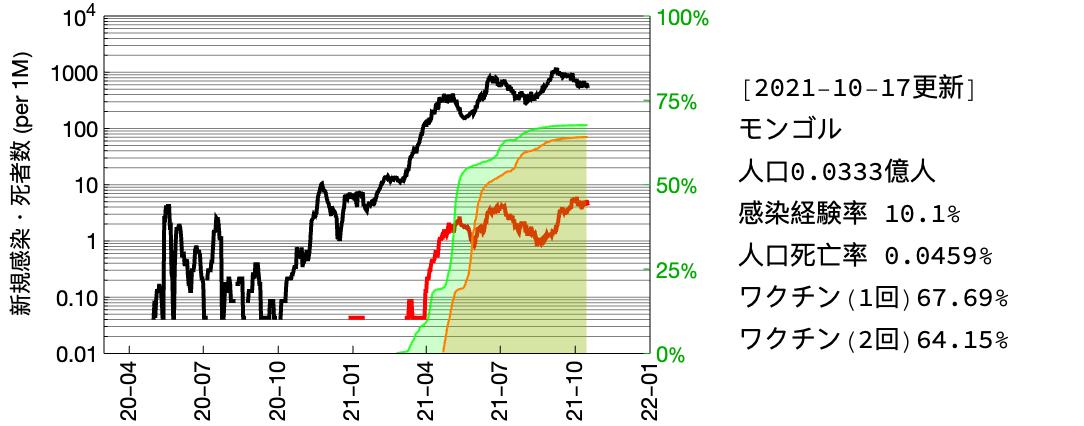 10^4
1000
100
10
1
0.10
0.01
新規感染・死者数 (per 1M)
100%
75%
50%
25%
0%
20-04
20-07
20-10
21-01
21-04
21-07
21-10
22-01
[2021-10-17更新]
モンゴル
人口0.0333億人
感染経験率 10.1%
人口死亡率 0.0459%
ワクチン(1回)67.69%
ワクチン(2回)64.15%